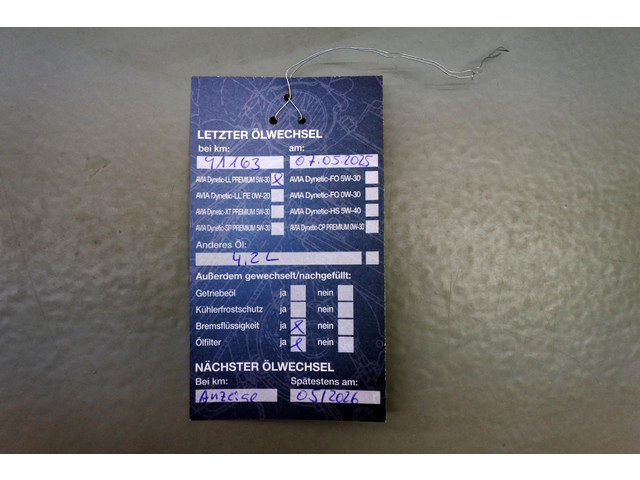 LETZTER ÖLWECHSEL
bei km: am:
41163 07.05.2025
AVIA Dynetic-LL PREMIUM 5W-30 x AVIA Dynetic-FO 5W-30
AVIA Dynetic-LL FE 0W-20 AVIA Dynetic-FO 0W-30
AVIA Dynetic-XT PREMIUM 5W-30 AVIA Dynetic-HS 5W-40
AVIA Dynetic-SP PREMIUM 5W-30 AVIA Dynetic-CP PREMIUM 0W-30
Anderes Öl:
4,2 L
Außerdem gewechselt/nachgefüllt:
Getriebeöl ja nein
Kühlerfrostschutz ja nein
Bremsflüssigkeit ja x nein
Ölfilter ja x nein
NÄCHSTER ÖLWECHSEL
Bei km: Spätestens am:
Anzeige 05/2026